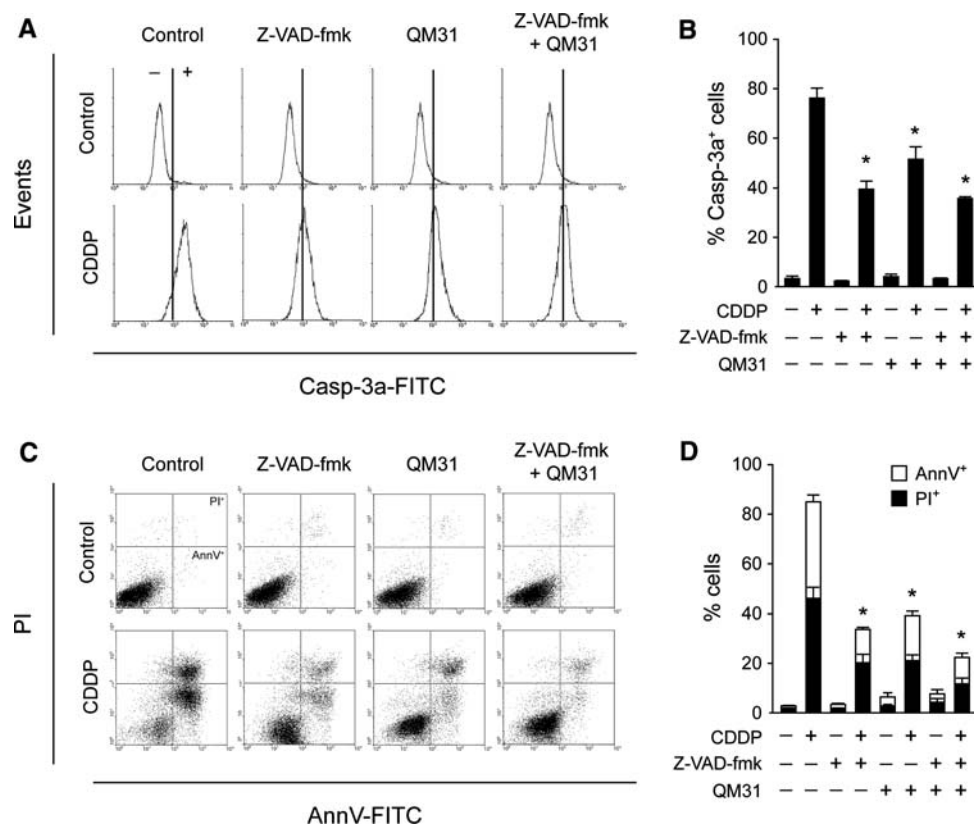 A
Control
Z-VAD-fmk
QM31
Z-VAD-fmk
+ QM31
Control
– +
CDDP
Events
Casp-3a-FITC
B
% Casp-3a⁺ cells
100
80
60
40
20
0
CDDP – + – + – + – +
Z-VAD-fmk – – + + – – + +
QM31 – – – – + + + +
* * *
C
Control
Z-VAD-fmk
QM31
Z-VAD-fmk
+ QM31
Control
PI⁺
AnnV⁺
CDDP
PI
AnnV-FITC
D
% cells
100
80
60
40
20
0
AnnV⁺
PI⁺
* * *
CDDP – + – + – + – +
Z-VAD-fmk – – + + – – + +
QM31 – – – – + + + +